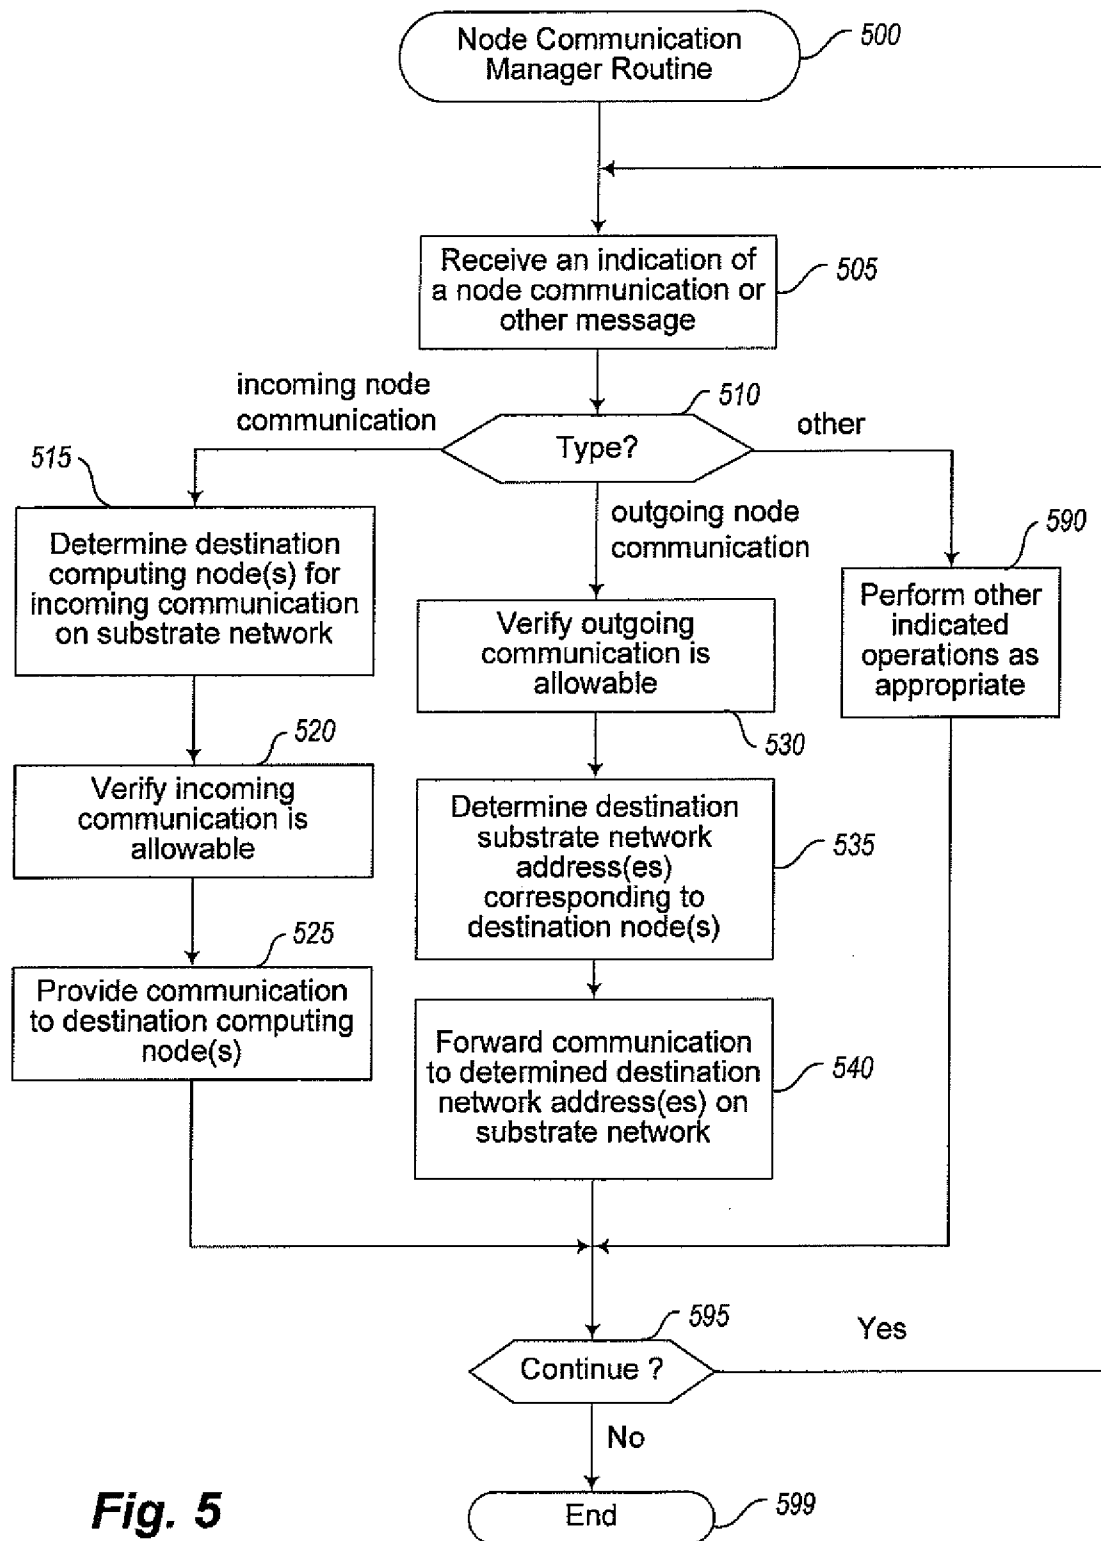 Node Communication
Manager Routine
500
Receive an indication of
a node communication or
other message
505
incoming node
communication
510
Type?
other
515
Determine destination
computing node(s) for
incoming communication
on substrate network
outgoing node
communication
590
Perform other
indicated
operations as
appropriate
Verify outgoing
communication is
allowable
530
520
Verify incoming
communication is
allowable
Determine destination
substrate network
address(es)
corresponding to
destination node(s)
535
525
Provide communication
to destination computing
node(s)
Forward communication
to determined destination
network address(es) on
substrate network
540
595
Continue ?
Yes
No
End
599
Fig. 5